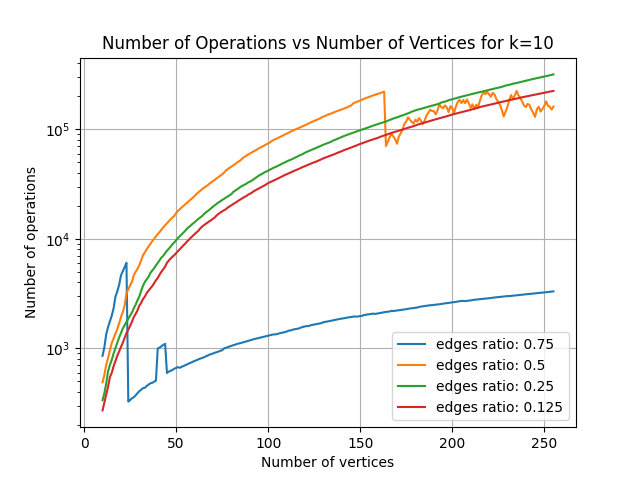 Number of Operations vs Number of Vertices for k=10
Number of operations
10^5
10^4
10^3
0 50 100 150 200 250
Number of vertices
edges ratio: 0.75
edges ratio: 0.5
edges ratio: 0.25
edges ratio: 0.125